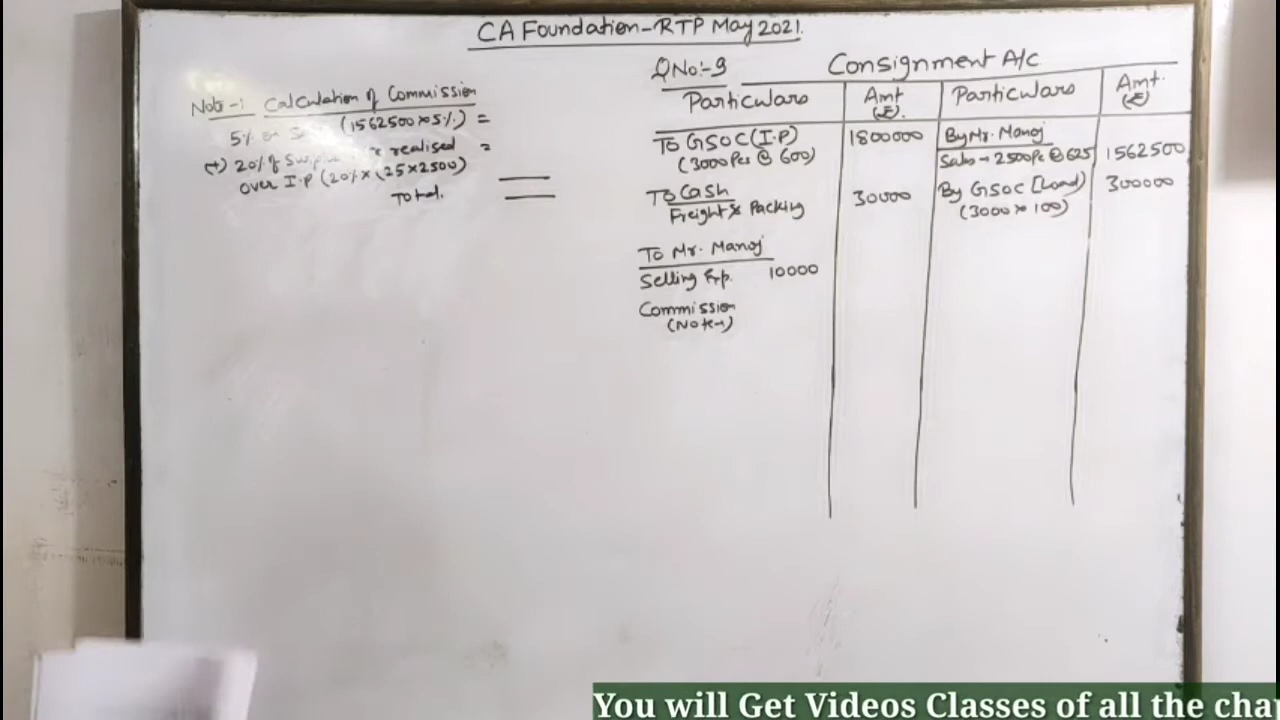 CA Foundation-RTP May 2021.
Note-1 Calculation of Commission
5% on (1562500×5%) =
(+) 20% of realised =
over I.P (20%×(25×2500)
Total.
QNo:-9 Consignment A/c
Particulars Amt (₹) Particulars Amt. (₹)
To GSOC(I.P) 1800000 By Mr. Manoj
(3000 Pcs @ 600) Sales → 2500Pc @ 625 1562500
To Cash 30000 By GSOC [Load] 300000
Freight & Packing (3000 × 100)
To Mr. Manoj
Selling Exp. 10000
Commission
(Note-1)
You will Get Videos Classes of all the cha